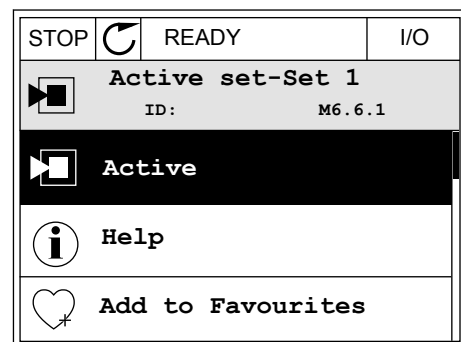 STOP READY I/O
Active set-Set 1
ID: M6.6.1
Active
Help
Add to Favourites